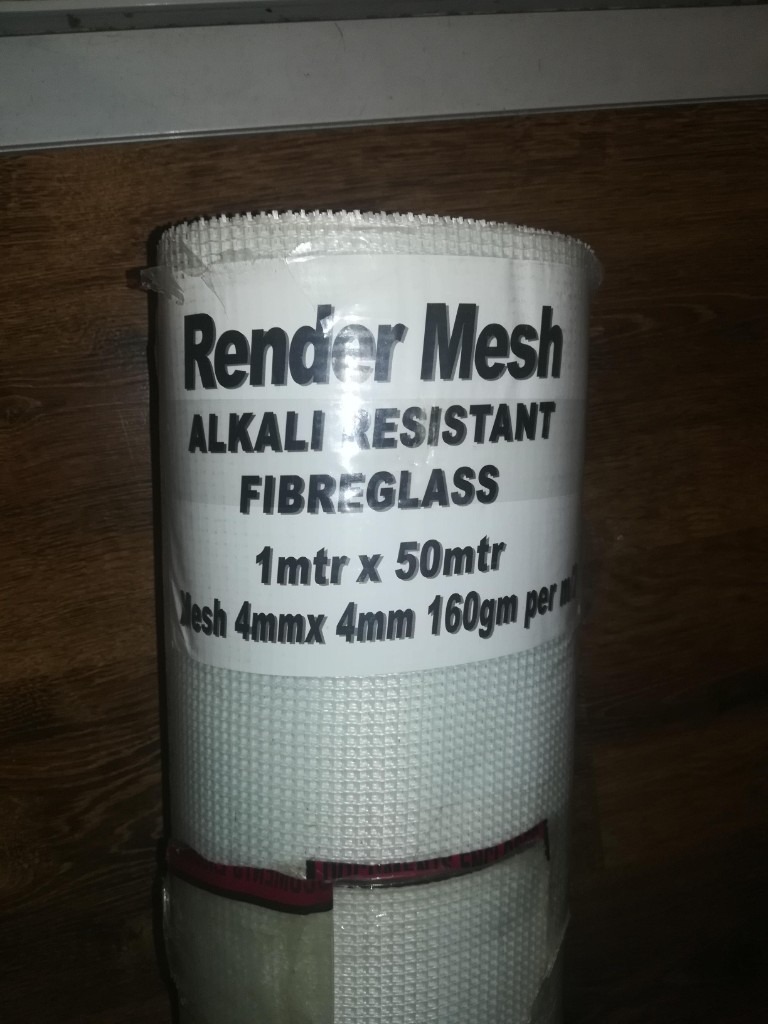 Render Mesh
ALKALI RESISTANT
FIBREGLASS
1mtr x 50mtr
Mesh 4mmx 4mm 160gm per